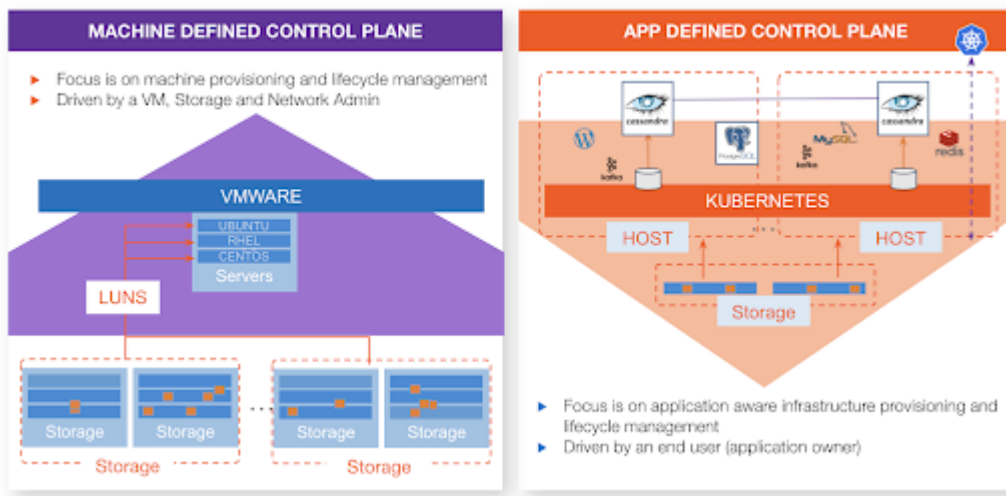 MACHINE DEFINED CONTROL PLANE
Focus is on machine provisioning and lifecycle management
Driven by a VM, Storage and Network Admin
VMWARE
UBUNTU
RHEL
CENTOS
Servers
LUNS
Storage
Storage
...
Storage
Storage
Storage
Storage
APP DEFINED CONTROL PLANE
cassandra
cassandra
PostgreSQL
MySQL
kafka
kafka
redis
KUBERNETES
HOST
....
HOST
Storage
Focus is on application aware infrastructure provisioning and
lifecycle management
Driven by an end user (application owner)